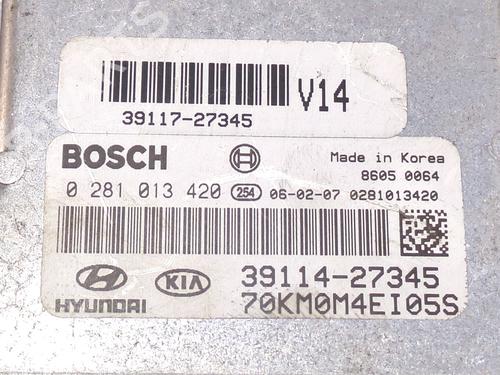 V14
39117-27345
BOSCH
Made in Korea
8605 0064
0 281 013 420 254 06-02-07 0281013420
39114-27345
HYUNDAI KIA
70KM0M4EI05S